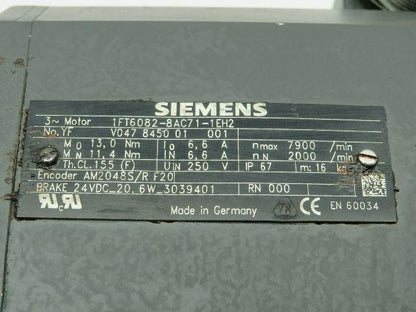 SIEMENS
3~ Motor 1FT6082-8AC71-1EH2
No. YF V047 8450 01 001
M0 13,0 Nm I0 6,6 A nmax 7900 /min
MN 11,4 Nm IN 6,6 A nN 2000 /min
Th.CL.155 (F) UIN 250 V IP 67 m: 16 kg
Encoder AM2048S/R F20
BRAKE 24VDC 20,6W 3039401 RN 000
Made in Germany CE EN 60034